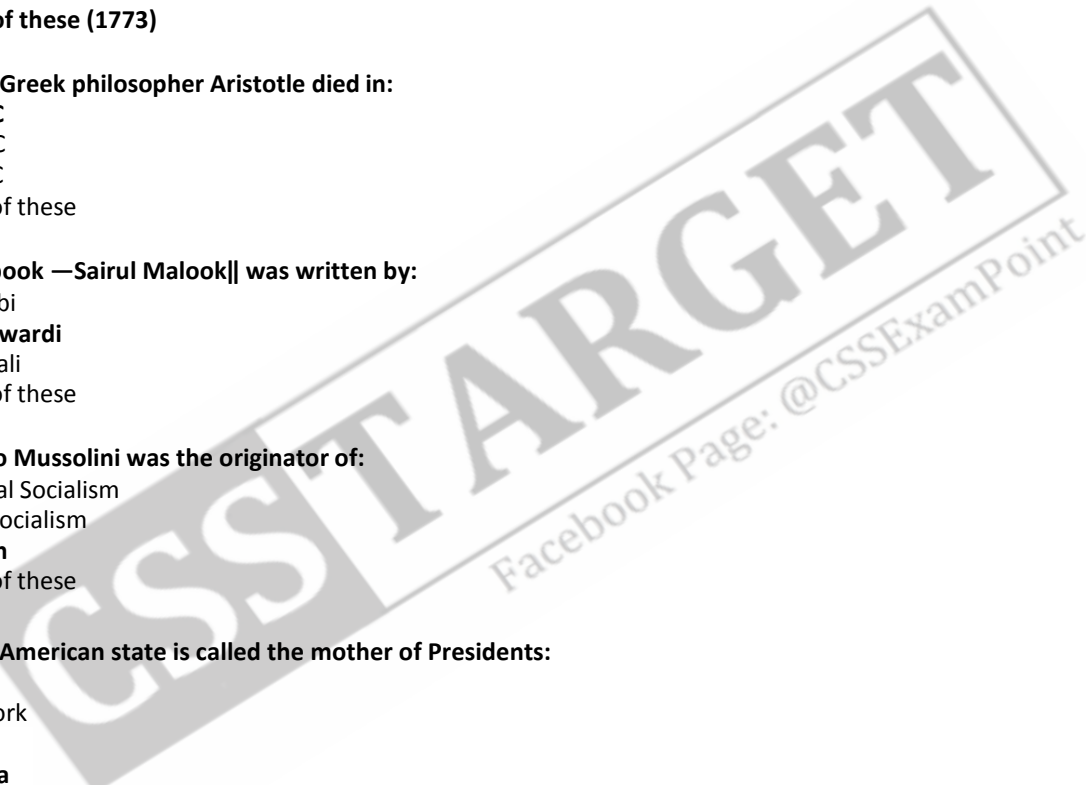 of these (1773)
Greek philosopher Aristotle died in:
C
C
C
of these
ook —Sairul Malook‖ was written by:
bi
wardi
ali
of these
o Mussolini was the originator of:
al Socialism
ocialism
n
of these
American state is called the mother of Presidents:
ork
a
CSS TARGET
Facebook Page: @CSSExamPoint